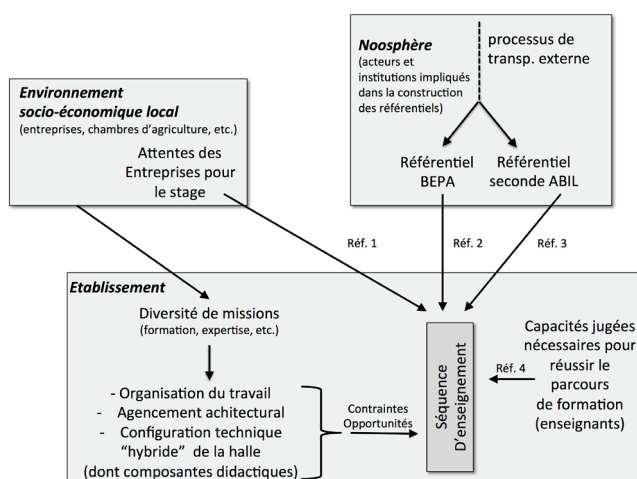 Environnement
socio-économique local
(entreprises, chambres d'agriculture, etc.)
Attentes des
Entreprises pour
le stage
Noosphère
(acteurs et
institutions impliqués
dans la construction
des référentiels)
processus de
transp. externe
Référentiel
BEPA
Référentiel
seconde ABIL
Réf. 1
Réf. 2
Réf. 3
Etablissement
Diversité de missions
(formation, expertise, etc.)
- Organisation du travail
- Agencement achitectural
- Configuration technique
"hybride" de la halle
(dont composantes didactiques)
Contraintes
Opportunités
Séquence
D'enseignement
Réf. 4
Capacités jugées
nécessaires pour
réussir le
parcours
de formation
(enseignants)